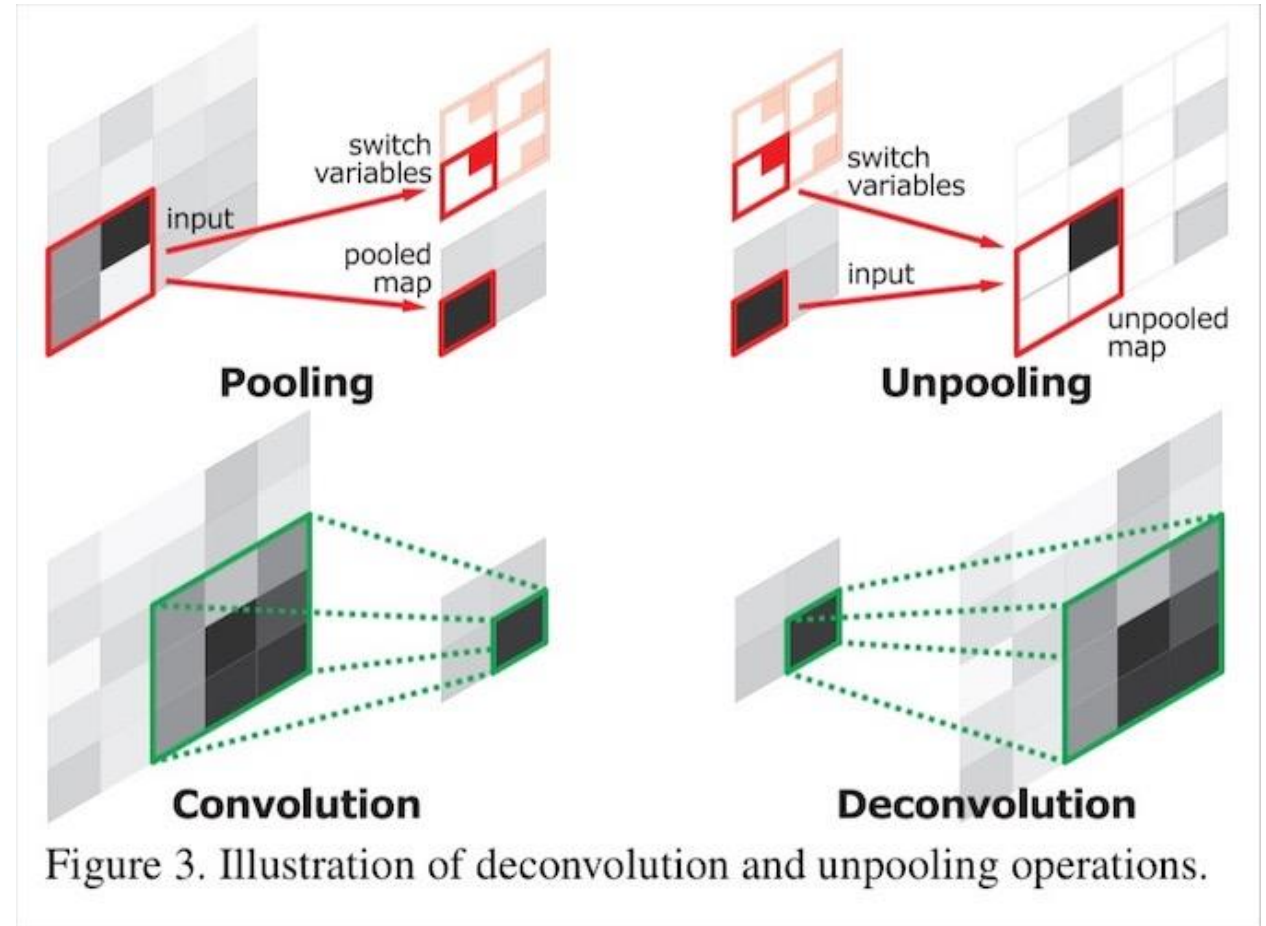 switch
variables
input
pooled
map
Pooling
switch
variables
input
unpooled
map
Unpooling
Convolution
Deconvolution
Figure 3. Illustration of deconvolution and unpooling operations.